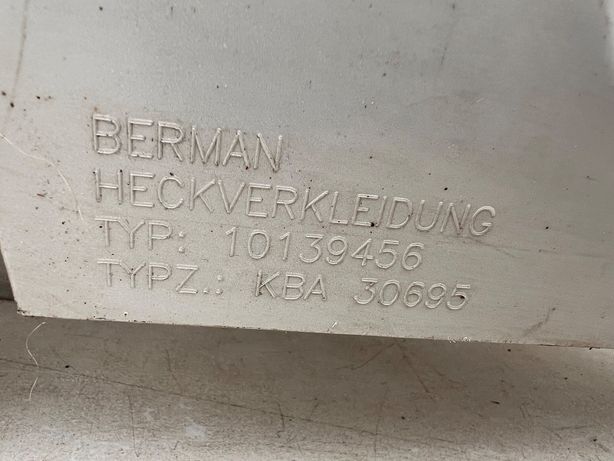 BERMAN
HECKVERKLEIDUNG
TYP: 10139456
TYPZ.: KBA 30695